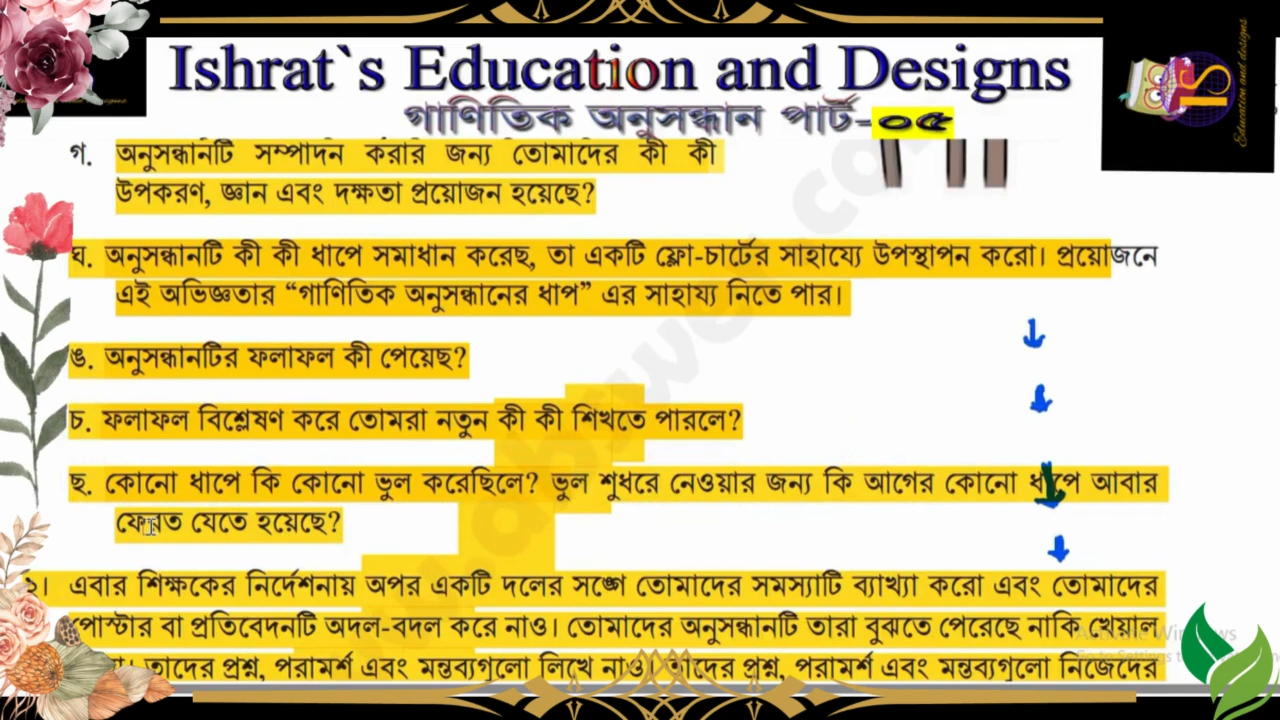 Ishrat`s Education and Designs
গাণিতিক অনুসন্ধান পার্ট-০৫
গ. অনুসন্ধানটি সম্পাদন করার জন্য তোমাদের কী কী
উপকরণ, জ্ঞান এবং দক্ষতা প্রয়োজন হয়েছে?
ঘ. অনুসন্ধানটি কী কী ধাপে সমাধান করেছ, তা একটি ফ্লো-চার্টের সাহায্যে উপস্থাপন করো। প্রয়োজনে
এই অভিজ্ঞতার “গাণিতিক অনুসন্ধানের ধাপ” এর সাহায্য নিতে পার।
ঙ. অনুসন্ধানটির ফলাফল কী পেয়েছ?
চ. ফলাফল বিশ্লেষণ করে তোমরা নতুন কী কী শিখতে পারলে?
ছ. কোনো ধাপে কি কোনো ভুল করেছিলে? ভুল শুধরে নেওয়ার জন্য কি আগের কোনো ধাপে আবার
ফেরত যেতে হয়েছে?
এবার শিক্ষকের নির্দেশনায় অপর একটি দলের সঙ্গে তোমাদের সমস্যাটি ব্যাখ্যা করো এবং তোমাদের
পোস্টার বা প্রতিবেদনটি অদল-বদল করে নাও। তোমাদের অনুসন্ধানটি তারা বুঝতে পেরেছে নাকি খেয়াল
তাদের প্রশ্ন, পরামর্শ এবং মন্তব্যগুলো লিখে নাও। তাদের প্রশ্ন, পরামর্শ এবং মন্তব্যগুলো নিজেদের
Education and designs